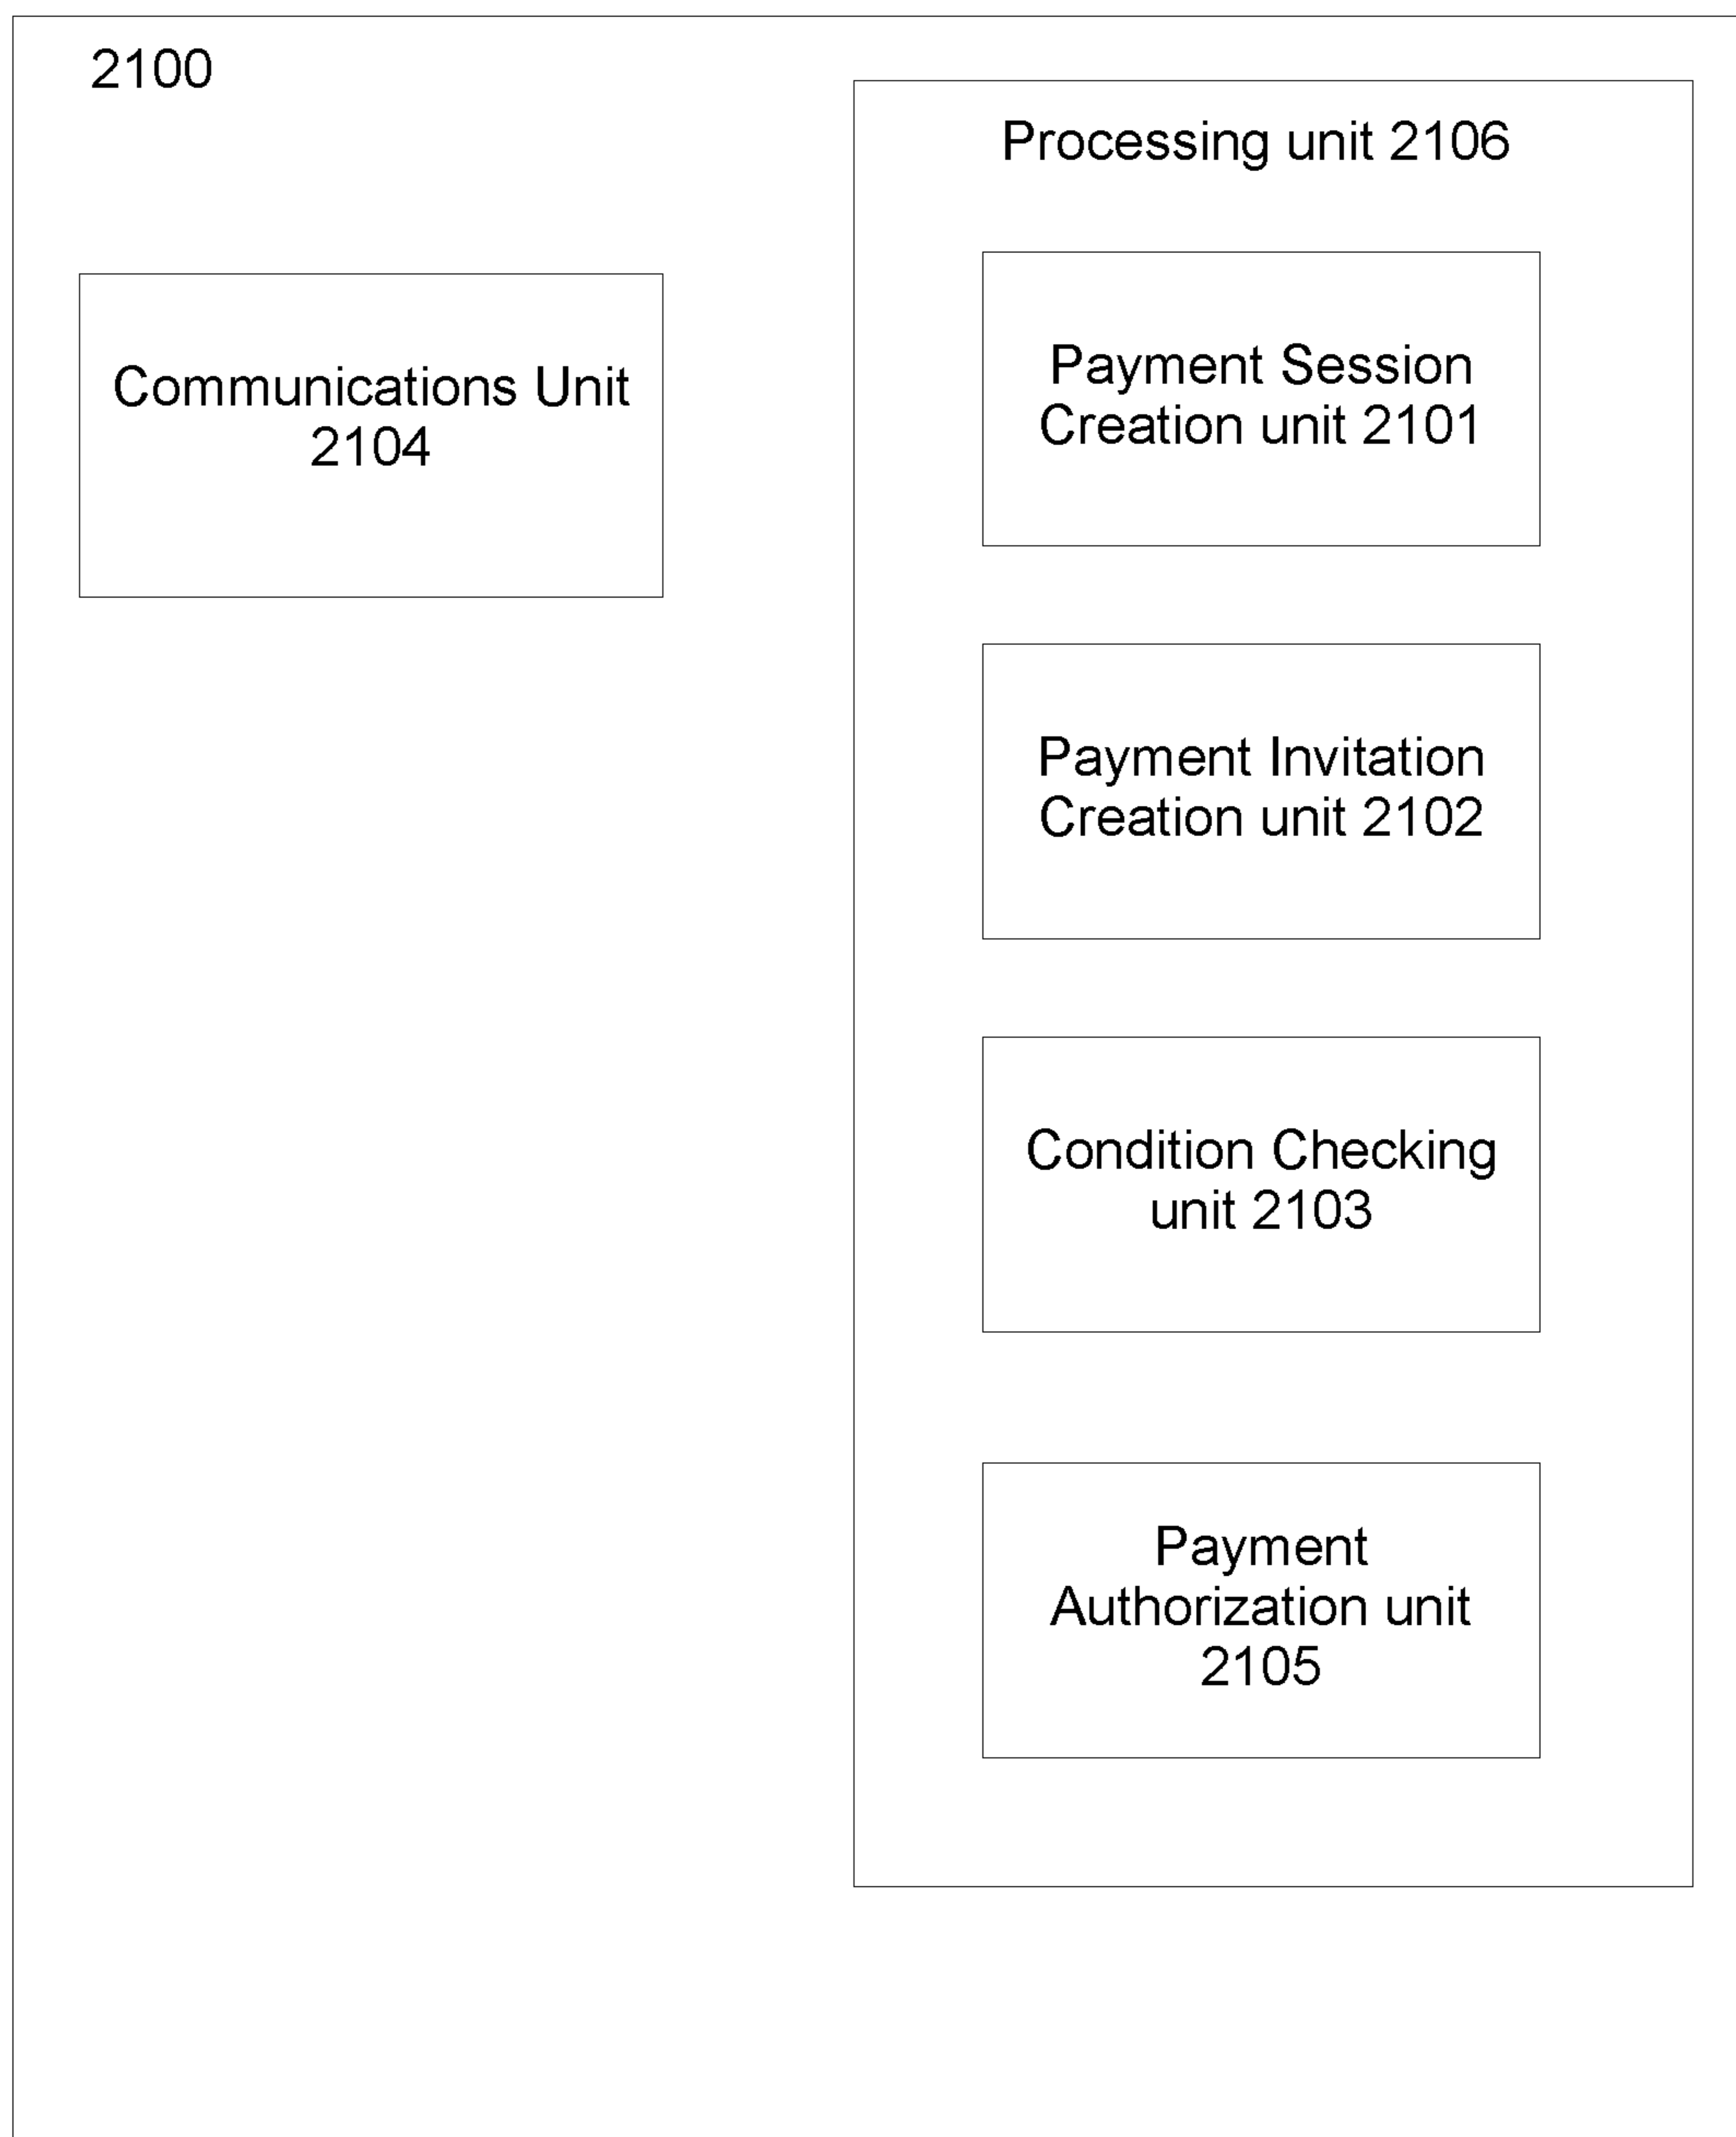 2100
Processing unit 2106
Communications Unit
2104
Payment Session
Creation unit 2101
Payment Invitation
Creation unit 2102
Condition Checking
unit 2103
Payment
Authorization unit
2105